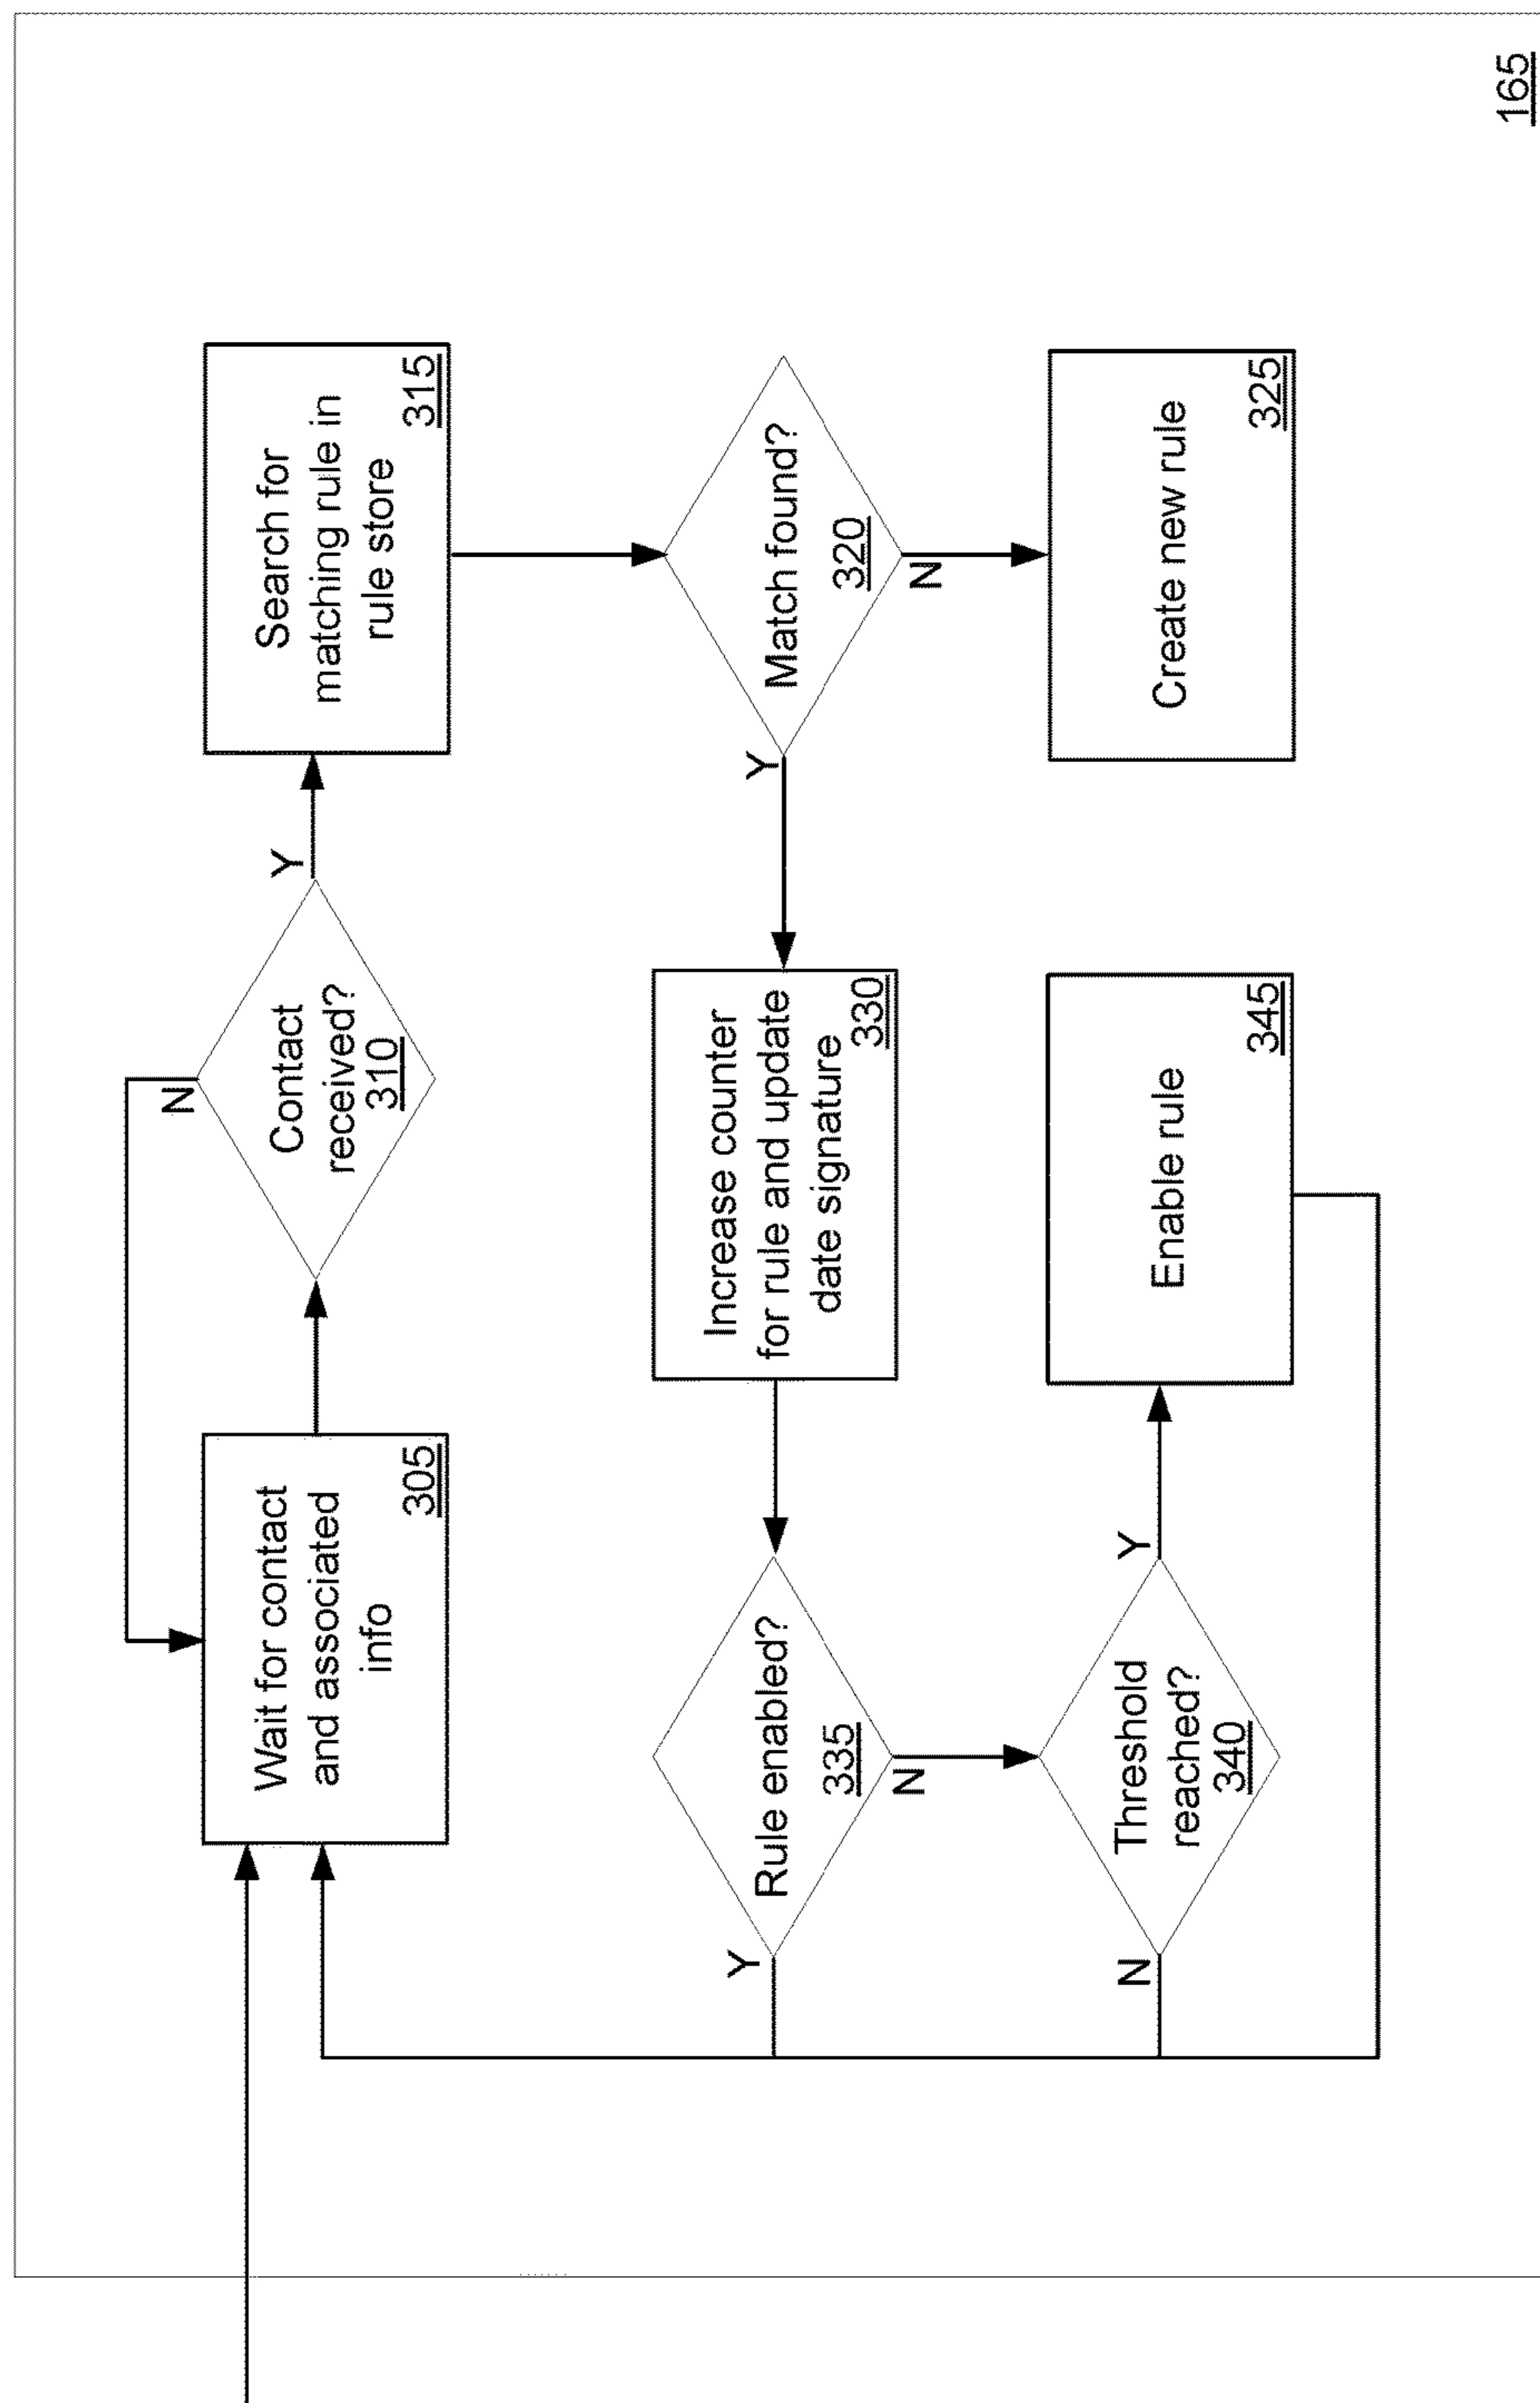 Wait for contact
and associated
info
305
N
Contact
received?
310
Y
Search for
matching rule in
rule store
315
Y
Rule enabled?
335
N
Increase counter
for rule and update
date signature
330
Y
Match found?
320
N
N
Threshold
reached?
340
Y
Enable rule
345
Create new rule
325
165